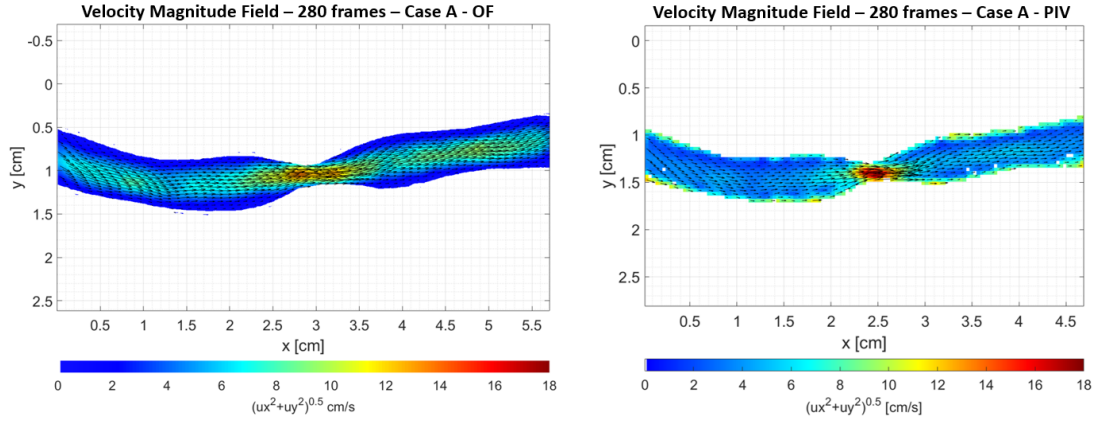 Velocity Magnitude Field – 280 frames – Case A - OF
-0.5
0
0.5
1
1.5
2
2.5
y [cm]
0.5 1 1.5 2 2.5 3 3.5 4 4.5 5 5.5
x [cm]
0 2 4 6 8 10 12 14 16 18
(ux²+uy²)^0.5 cm/s
Velocity Magnitude Field – 280 frames – Case A - PIV
0
0.5
1
1.5
2
2.5
y [cm]
0.5 1 1.5 2 2.5 3 3.5 4 4.5
x [cm]
0 2 4 6 8 10 12 14 16 18
(ux²+uy²)^0.5 [cm/s]